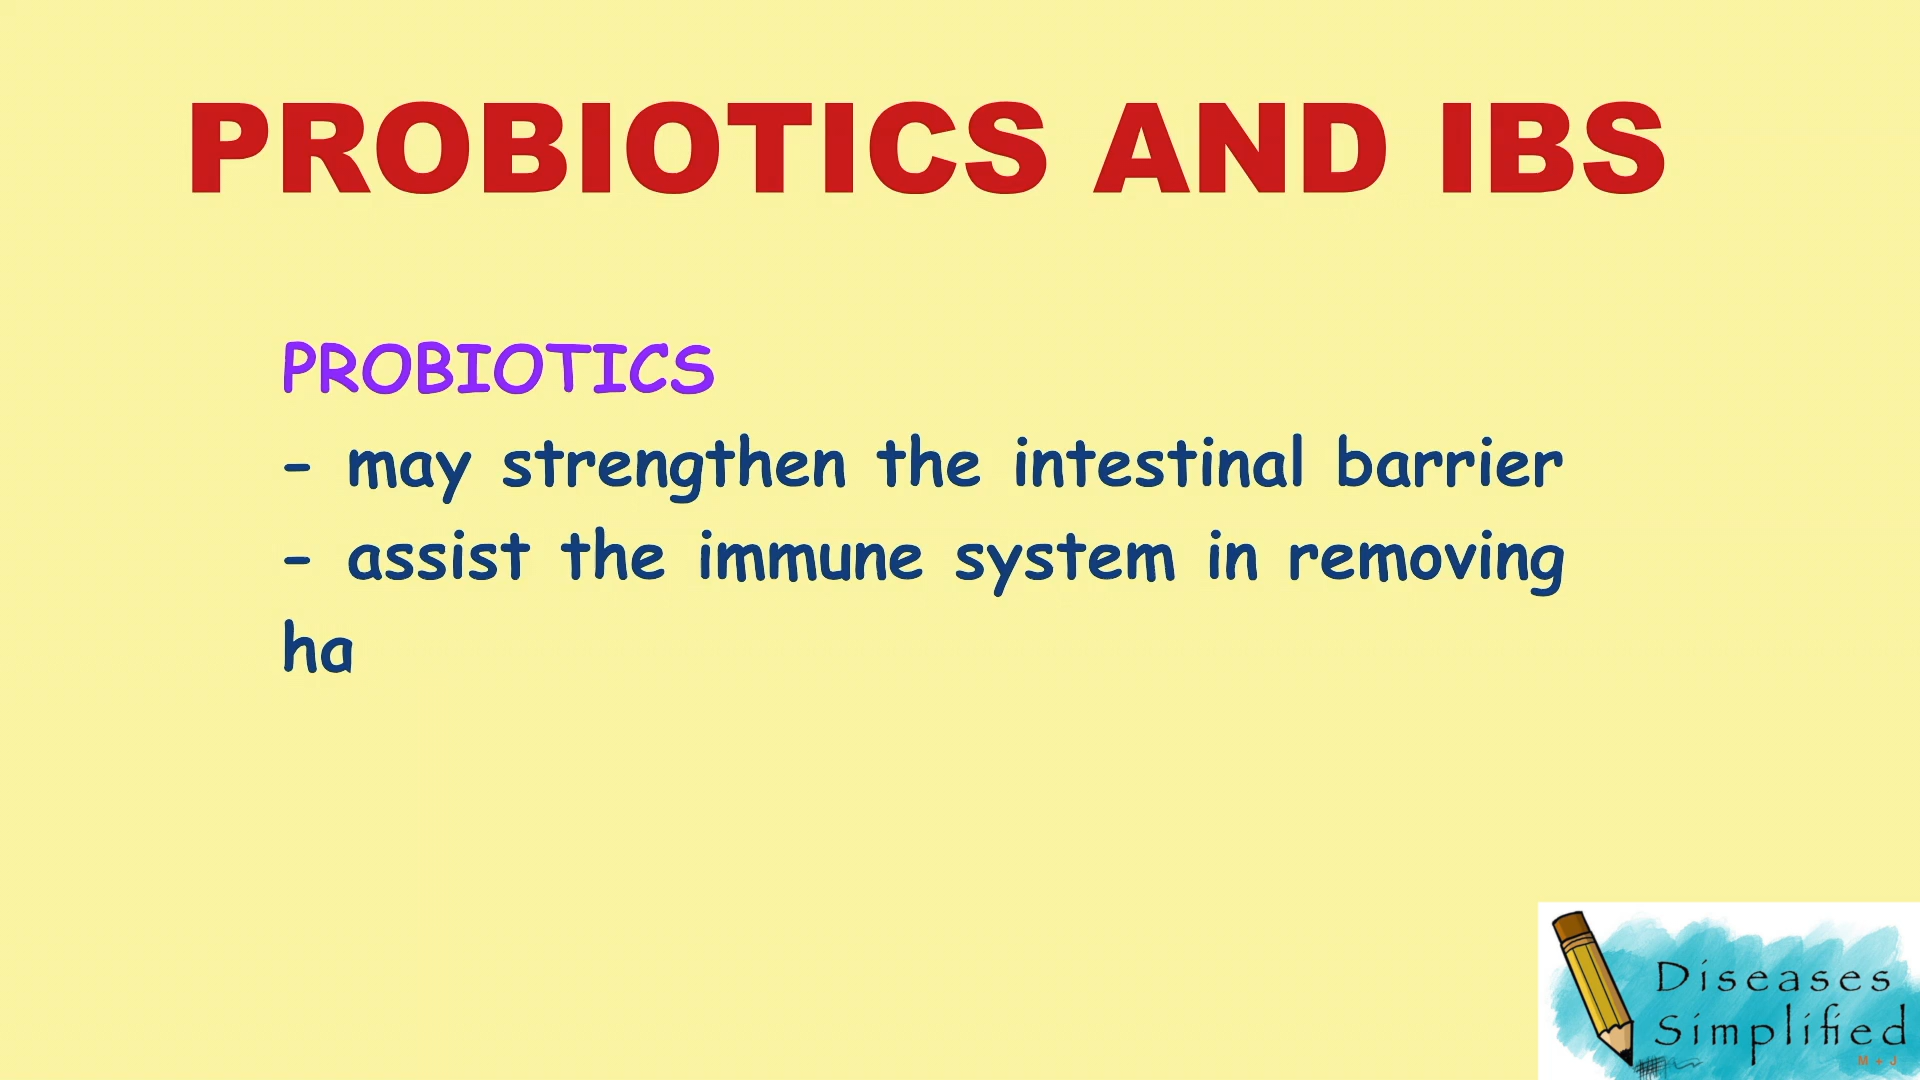 PROBIOTICS AND IBS
PROBIOTICS
- may strengthen the intestinal barrier
- assist the immune system in removing
ha
Diseases
Simplified
M + J